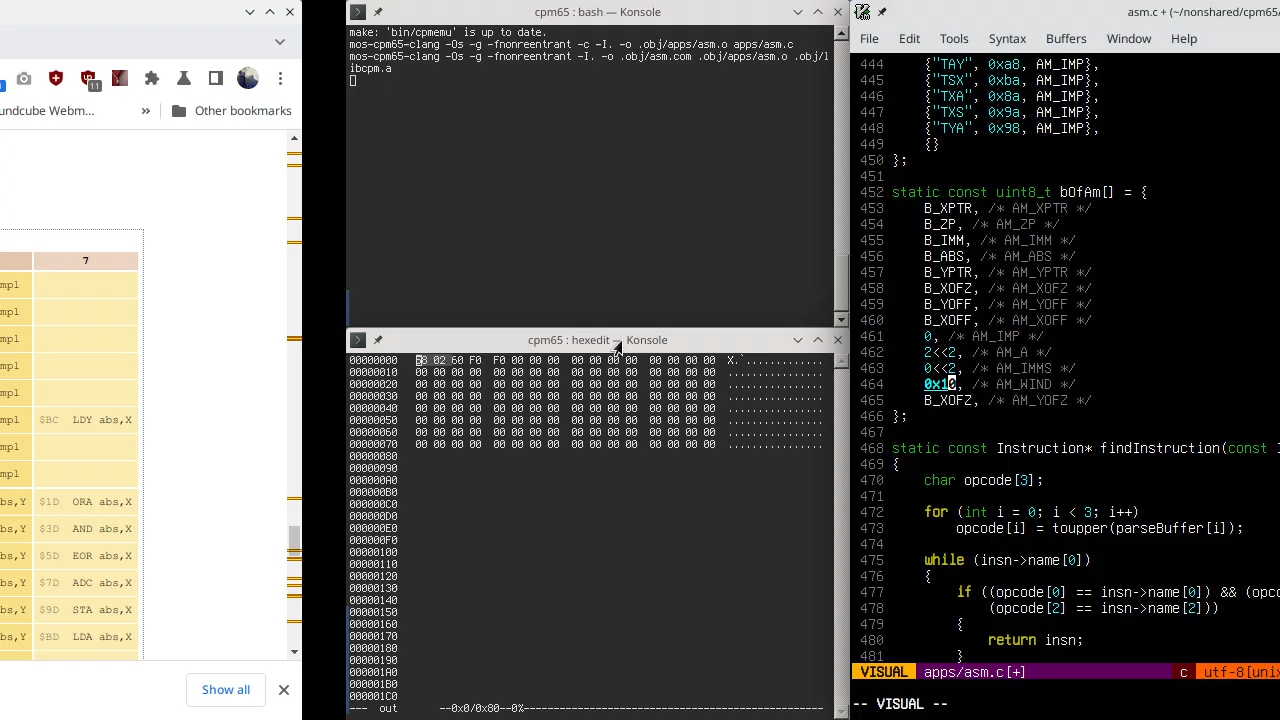 11
undcube Webm...
»
Other bookmarks
7
mpl
mpl
mpl
mpl
mpl
mpl $BC LDY abs,X
mpl
mpl
bs,Y $1D ORA abs,X
bs,Y $3D AND abs,X
bs,Y $5D EOR abs,X
bs,Y $7D ADC abs,X
bs,Y $9D STA abs,X
bs,Y $BD LDA abs,X
Show all
cpm65 : bash — Konsole
make: 'bin/cpmemu' is up to date.
mos-cpm65-clang -Os -g -fnonreentrant -c -I. -o .obj/apps/asm.o apps/asm.c
mos-cpm65-clang -Os -g -fnonreentrant -I. -o .obj/asm.com .obj/apps/asm.o .obj/l
ibcpm.a
cpm65 : hexedit — Konsole
00000000 58 02 60 F0 F0 00 00 00 00 00 00 00 00 00 00 00 X.`.............
00000010 00 00 00 00 00 00 00 00 00 00 00 00 00 00 00 00 ................
00000020 00 00 00 00 00 00 00 00 00 00 00 00 00 00 00 00 ................
00000030 00 00 00 00 00 00 00 00 00 00 00 00 00 00 00 00 ................
00000040 00 00 00 00 00 00 00 00 00 00 00 00 00 00 00 00 ................
00000050 00 00 00 00 00 00 00 00 00 00 00 00 00 00 00 00 ................
00000060 00 00 00 00 00 00 00 00 00 00 00 00 00 00 00 00 ................
00000070 00 00 00 00 00 00 00 00 00 00 00 00 00 00 00 00 ................
00000080
00000090
000000A0
000000B0
000000C0
000000D0
000000E0
000000F0
00000100
00000110
00000120
00000130
00000140
00000150
00000160
00000170
00000180
00000190
000001A0
000001B0
000001C0
--- out --0x0/0x80--0%-----------------------------------------------
asm.c + (~/nonshared/cpm65
File Edit Tools Syntax Buffers Window Help
444 {"TAY", 0xa8, AM_IMP},
445 {"TSX", 0xba, AM_IMP},
446 {"TXA", 0x8a, AM_IMP},
447 {"TXS", 0x9a, AM_IMP},
448 {"TYA", 0x98, AM_IMP},
449 {}
450 };
451
452 static const uint8_t bOfAm[] = {
453 B_XPTR, /* AM_XPTR */
454 B_ZP, /* AM_ZP */
455 B_IMM, /* AM_IMM */
456 B_ABS, /* AM_ABS */
457 B_YPTR, /* AM_YPTR */
458 B_XOFZ, /* AM_XOFZ */
459 B_YOFF, /* AM_YOFF */
460 B_XOFF, /* AM_XOFF */
461 0, /* AM_IMP */
462 2<<2, /* AM_A */
463 0<<2, /* AM_IMMS */
464 0x10, /* AM_WIND */
465 B_XOFZ, /* AM_YOFZ */
466 };
467
468 static const Instruction* findInstruction(const I
469 {
470 char opcode[3];
471
472 for (int i = 0; i < 3; i++)
473 opcode[i] = toupper(parseBuffer[i]);
474
475 while (insn->name[0])
476 {
477 if ((opcode[0] == insn->name[0]) && (opc
478 (opcode[2] == insn->name[2]))
479 {
480 return insn;
481 }
VISUAL apps/asm.c[+] c utf-8[unix
-- VISUAL --